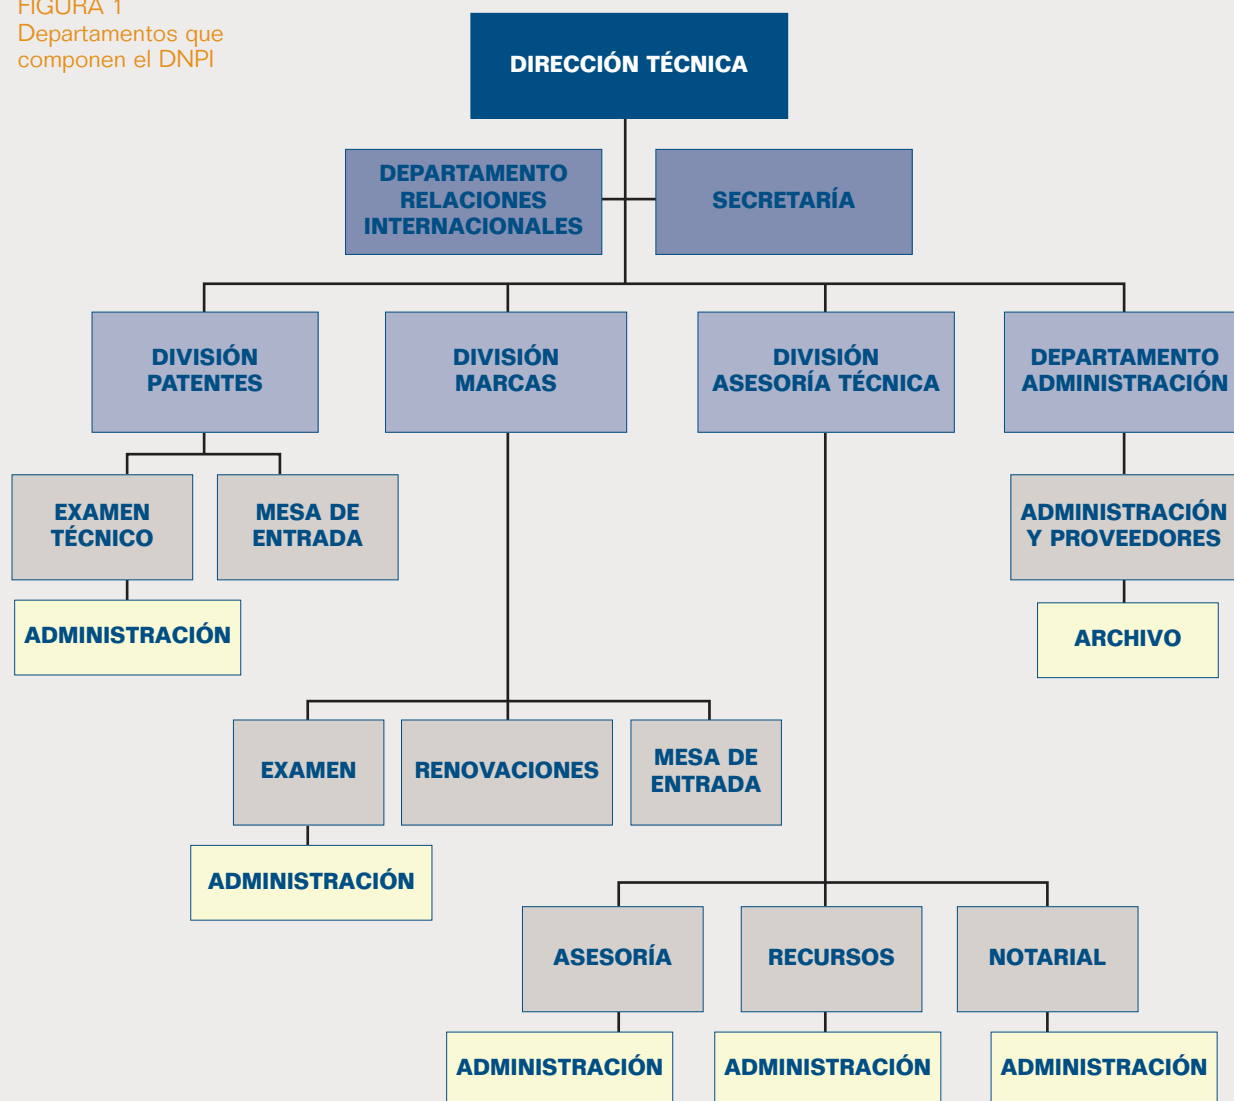 FIGURA 1
Departamentos que
componen el DNPI
DIRECCIÓN TÉCNICA
DEPARTAMENTO
RELACIONES
INTERNACIONALES
SECRETARÍA
DIVISIÓN
PATENTES
DIVISIÓN
MARCAS
DIVISIÓN
ASESORÍA TÉCNICA
DEPARTAMENTO
ADMINISTRACIÓN
EXAMEN
TÉCNICO
MESA DE
ENTRADA
ADMINISTRACIÓN
Y PROVEEDORES
ADMINISTRACIÓN
ARCHIVO
EXAMEN
RENOVACIONES
MESA DE
ENTRADA
ADMINISTRACIÓN
ASESORÍA
RECURSOS
NOTARIAL
ADMINISTRACIÓN
ADMINISTRACIÓN
ADMINISTRACIÓN